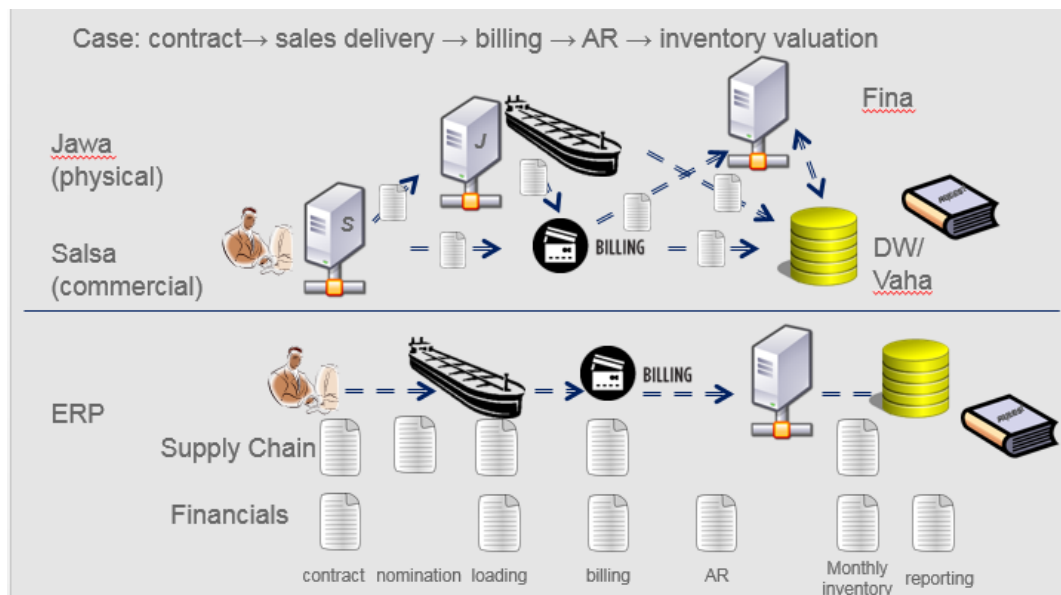 Case: contract→ sales delivery → billing → AR → inventory valuation
Fina
Jawa
(physical)
J
S
BILLING
Salsa
(commercial)
DW/
Vaha
BILLING
ERP
Supply Chain
Financials
contract nomination loading billing AR Monthly inventory reporting